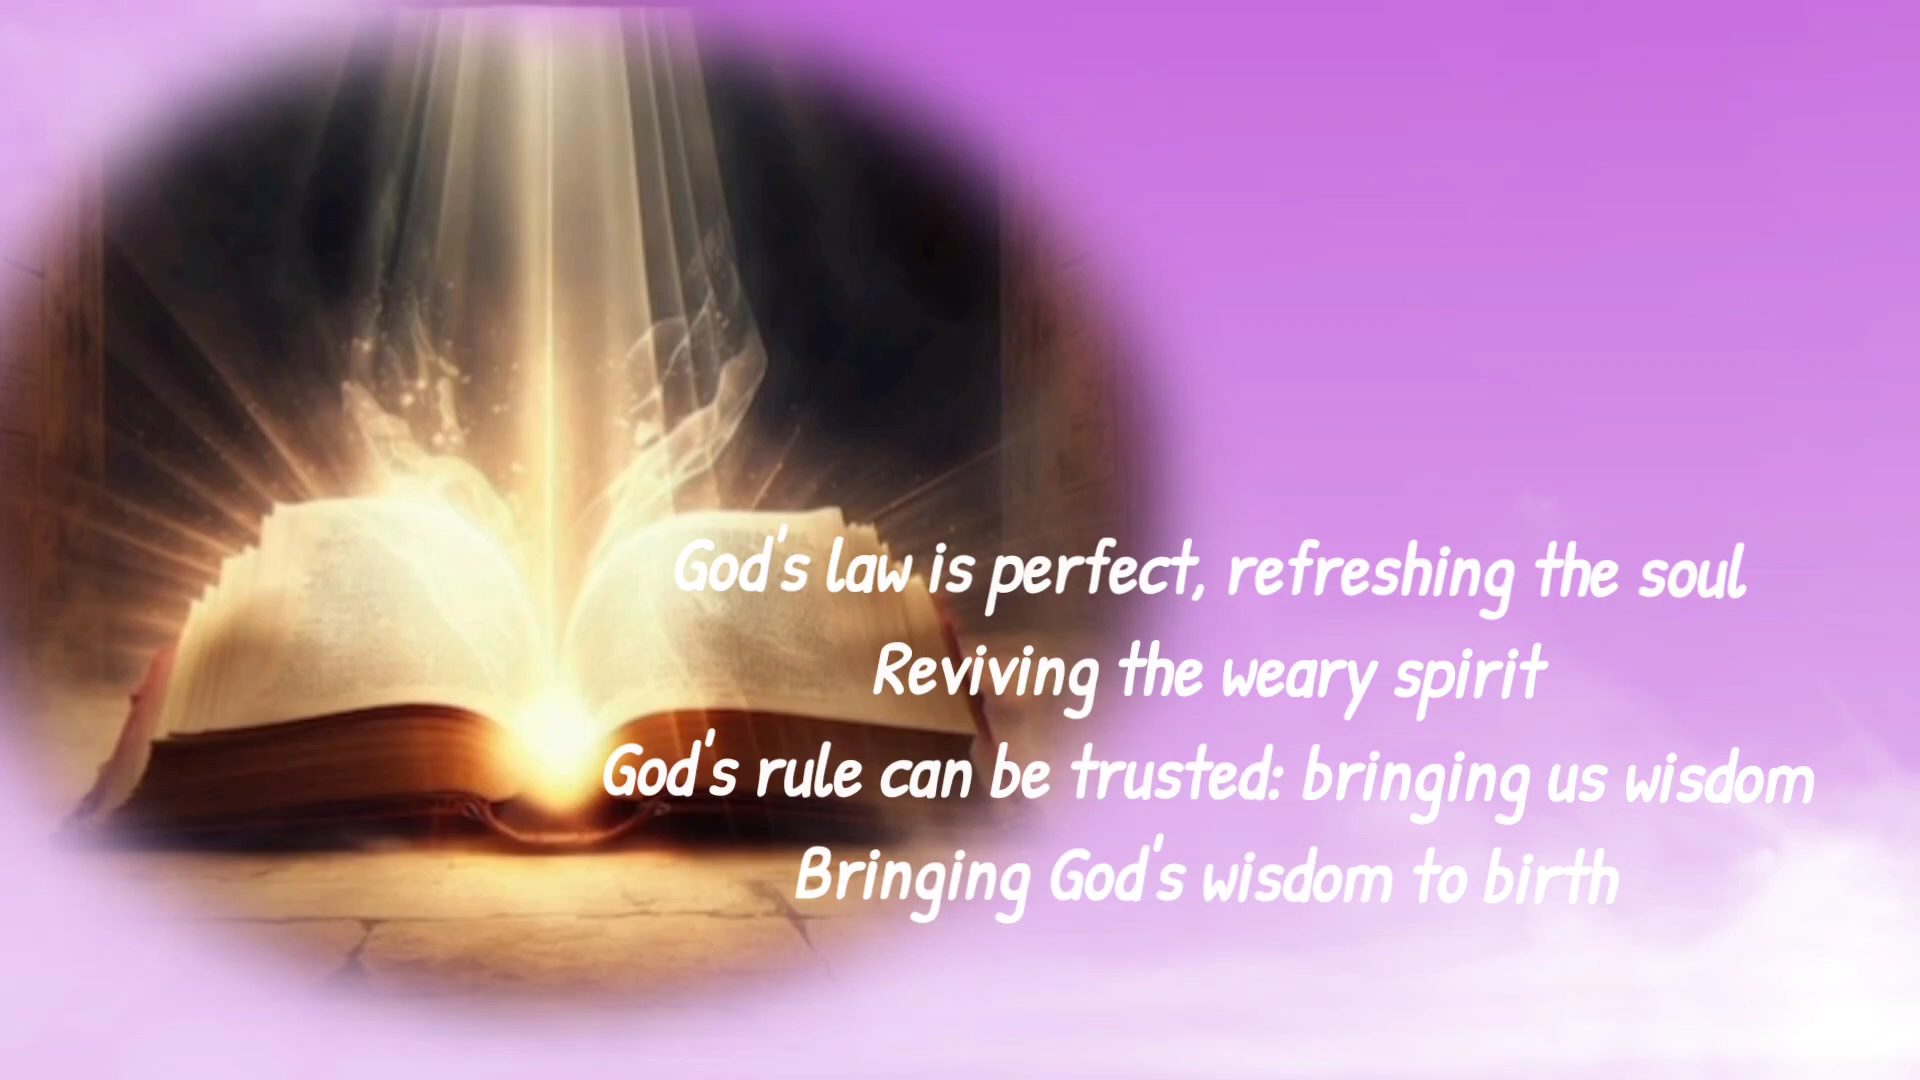 God's law is perfect, refreshing the soul
Reviving the weary spirit
God's rule can be trusted: bringing us wisdom
Bringing God's wisdom to birth